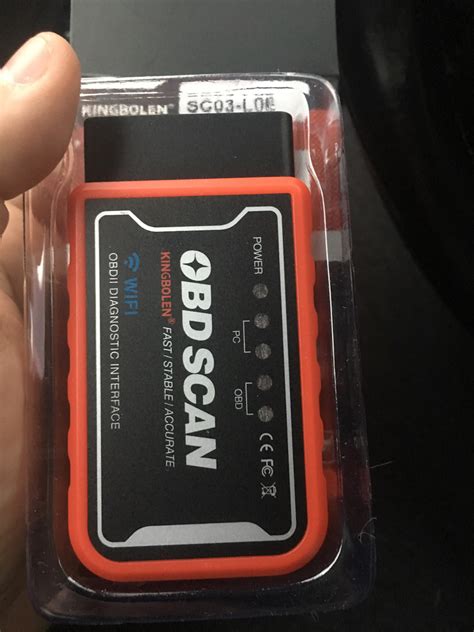 KINGBOLEN SC03-L0E
OBD SCAN
KINGBOLEN® FAST / STABLE / ACCURATE
WIFI
OBDII DIAGNOSTIC INTERFACE
POWER
PC
OBD
CE FC